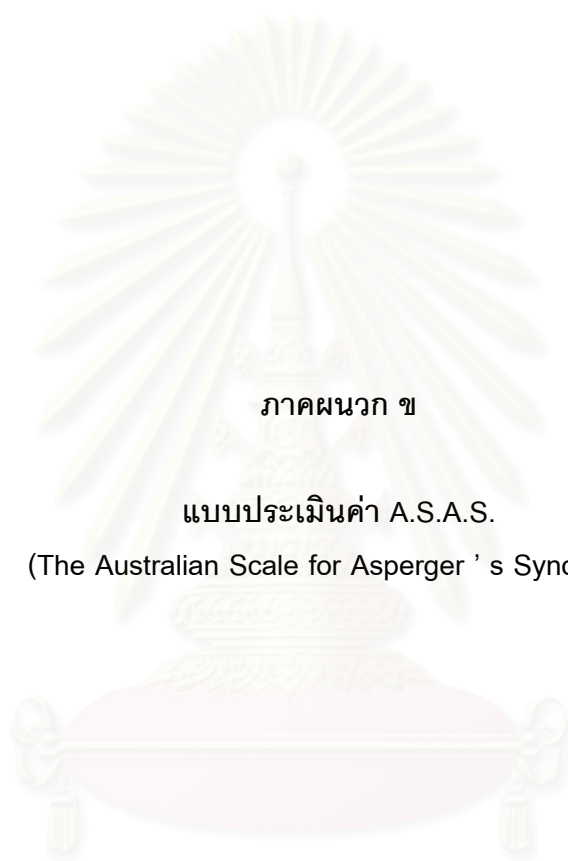 ภาคผนวก ข
แบบประเมินค่า A.S.A.S.
(The Australian Scale for Asperger ’ s